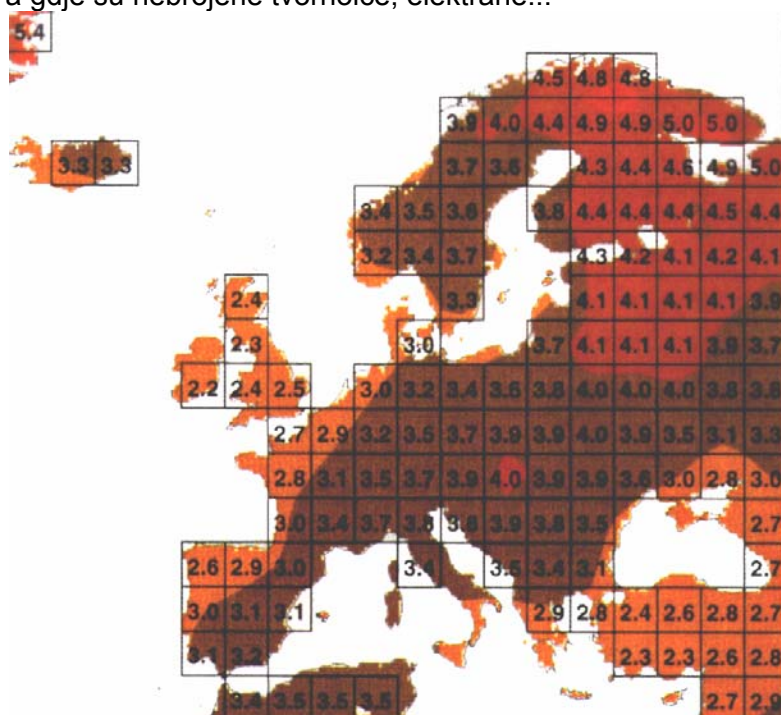 a gdje su nebrojene tvornoice, elektrane...
5.4
4.5 4.8 4.8
3.9 4.0 4.4 4.9 4.9 5.0 5.0
3.3 3.3 3.7 3.6 4.3 4.4 4.6 4.9 5.0
3.4 3.5 3.6 3.8 4.4 4.4 4.4 4.5 4.4
3.2 3.4 3.7 4.3 4.2 4.1 4.2 4.1
2.4 3.3 4.1 4.1 4.1 4.1 3.9
2.3 3.0 3.7 4.1 4.1 4.1 3.9 3.7
2.2 2.4 2.5 3.0 3.2 3.4 3.6 3.8 4.0 4.0 4.0 3.8
2.7 2.9 3.2 3.5 3.7 3.9 3.9 4.0 3.9 3.5 3.1 3.3
2.8 3.1 3.5 3.7 3.9 4.0 3.9 3.9 3.6 3.0 2.8 3.0
3.0 3.4 3.7 3.8 3.8 3.9 3.8 3.5 2.7
2.6 2.9 3.0 3.4 3.5 3.4 3.1 2.7
3.0 3.1 3.1 2.9 2.8 2.4 2.6 2.8 2.7
3.1 3.2 2.3 2.3 2.6 2.8
3.4 3.5 3.5 3.5 2.7 2.9